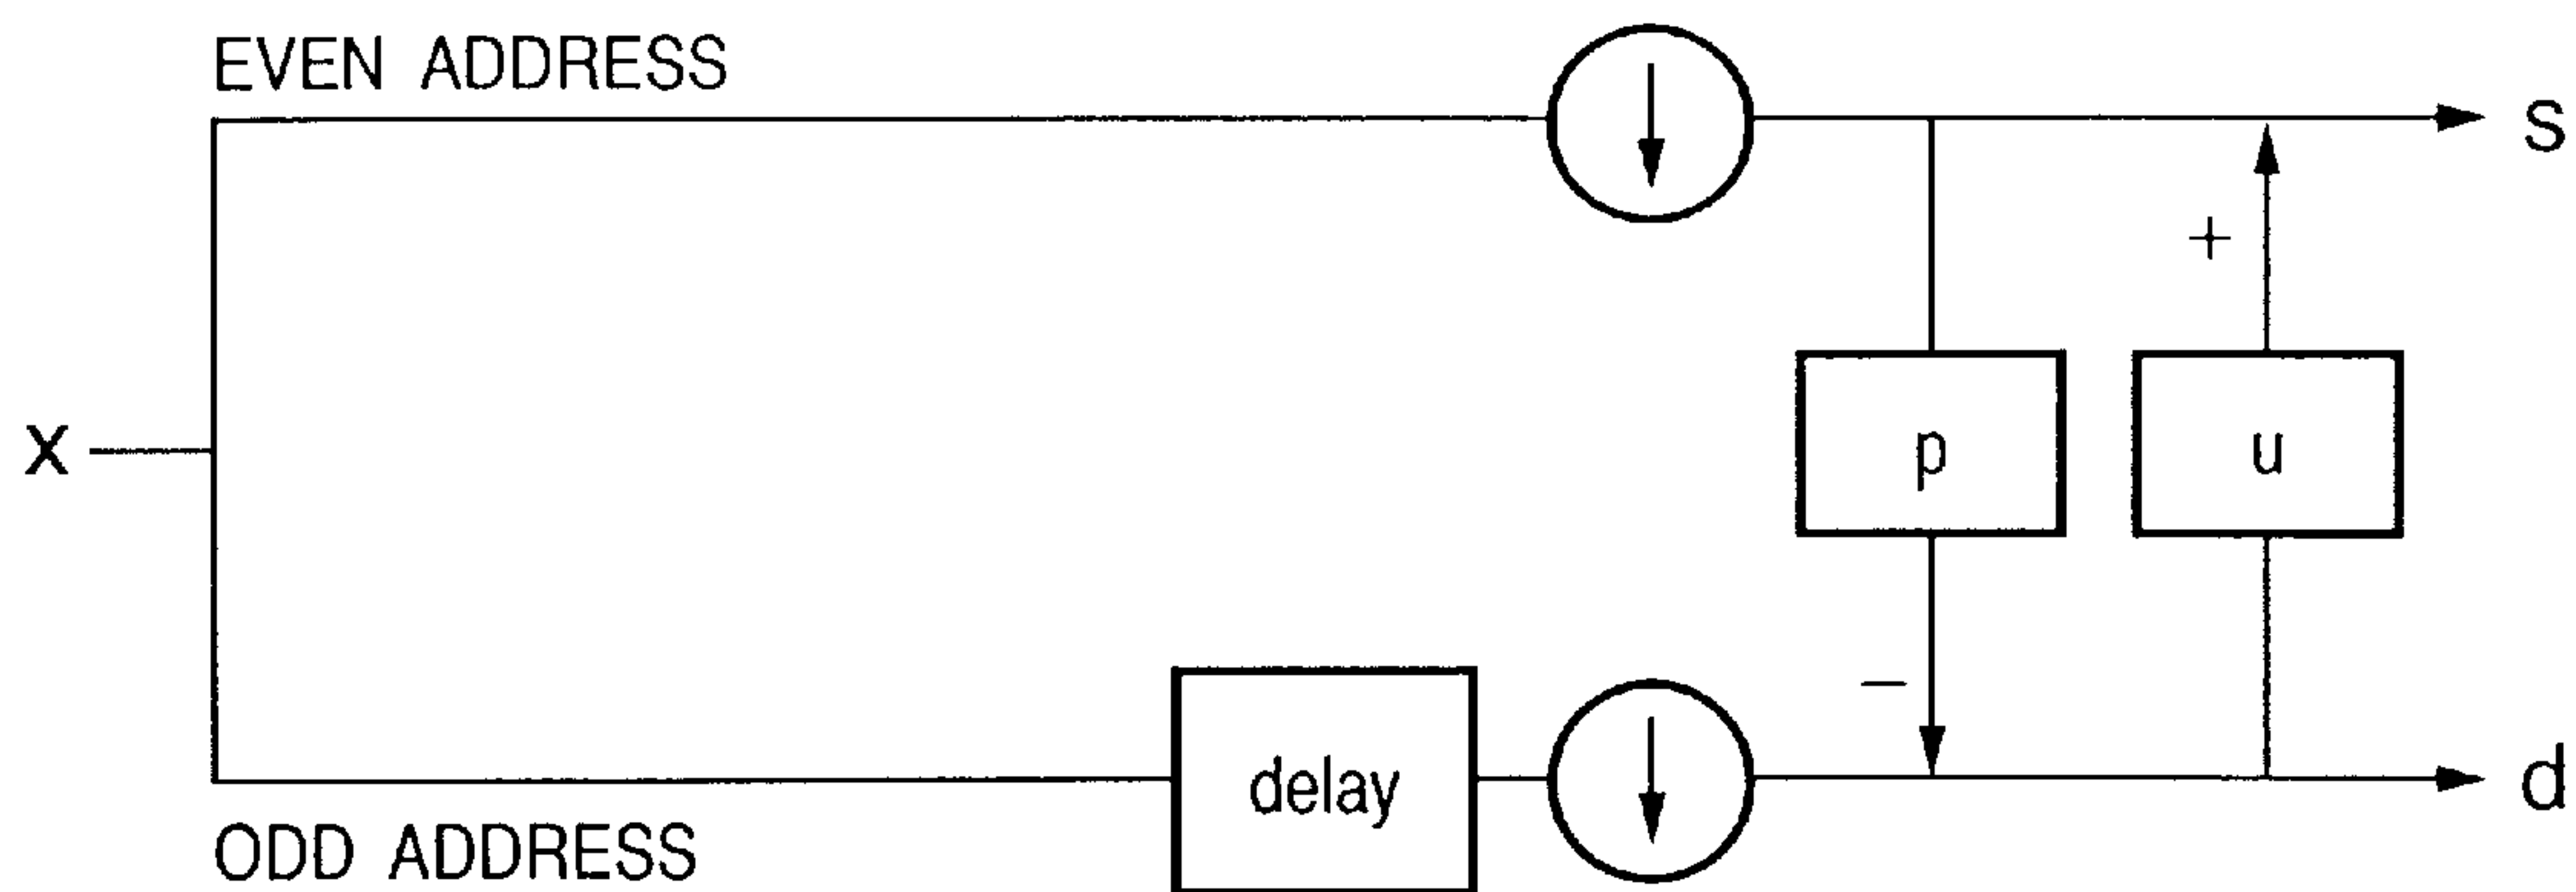 EVEN ADDRESS
s
+
x
p
u
−
delay
d
ODD ADDRESS